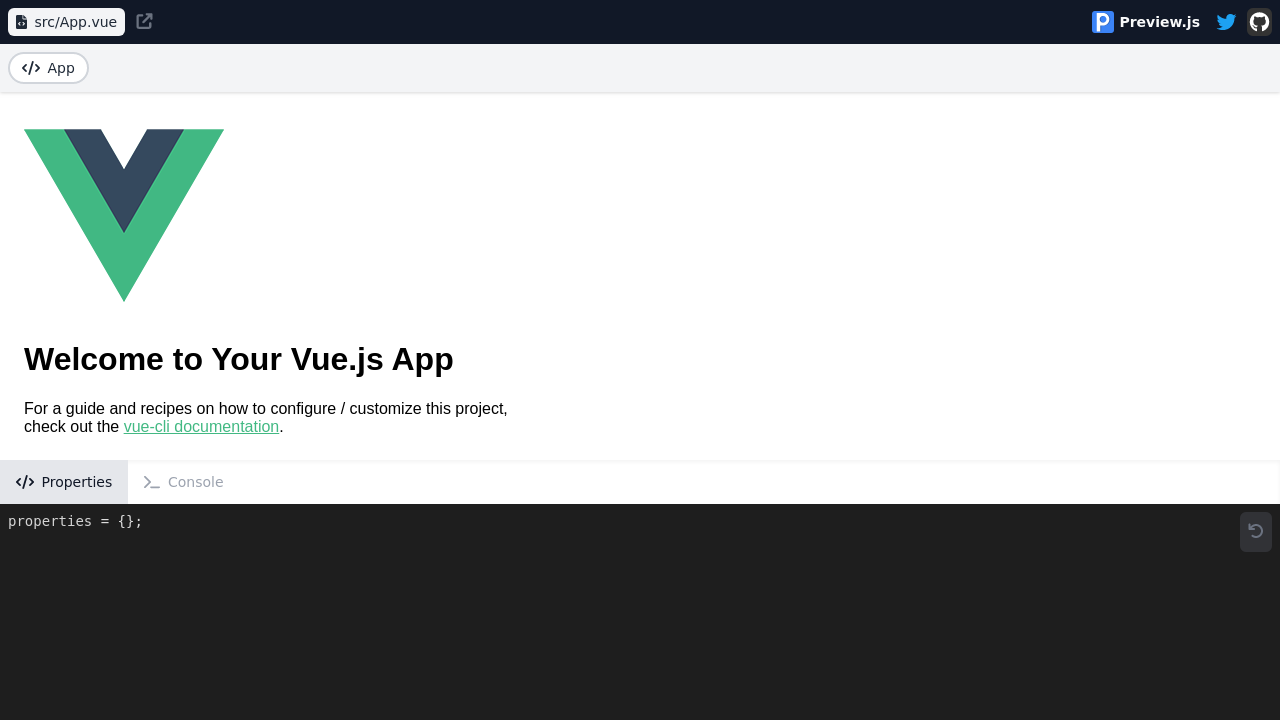 src/App.vue
Preview.js
App
Welcome to Your Vue.js App
For a guide and recipes on how to configure / customize this project,
check out the vue-cli documentation.
Properties
Console
properties = {};